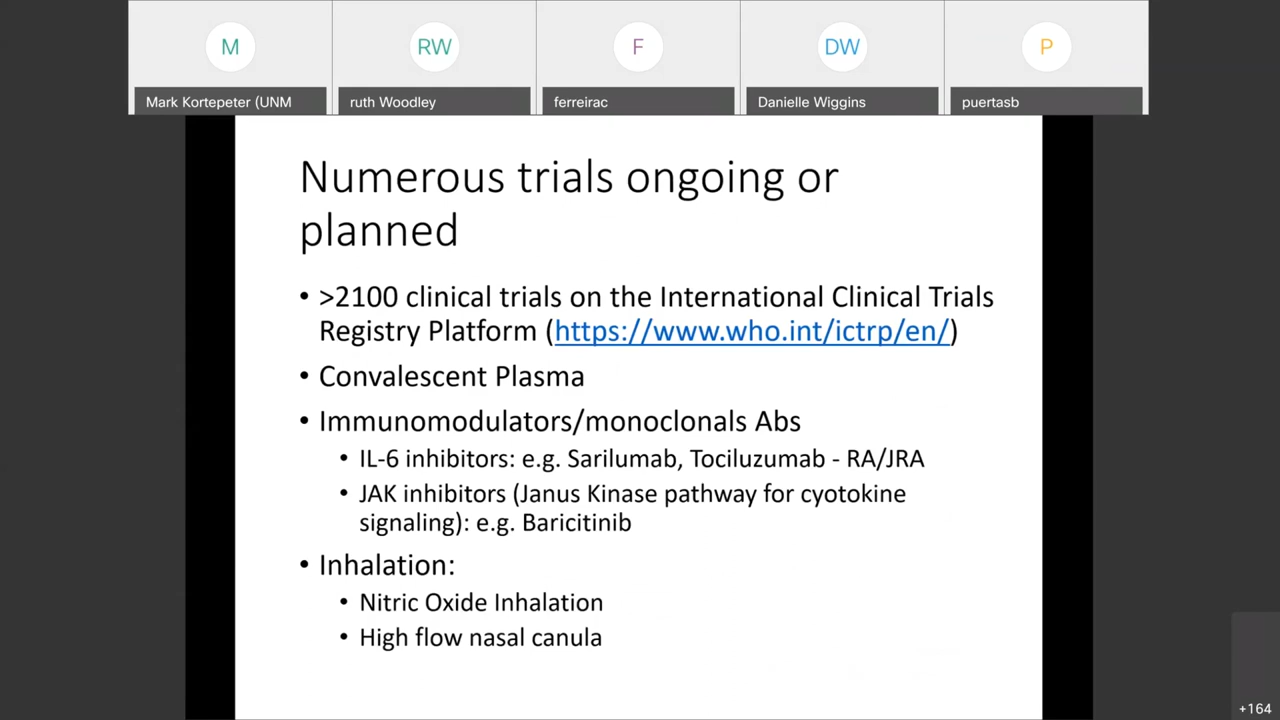 M
RW
F
DW
P
Mark Kortepeter (UNM
ruth Woodley
ferreirac
Danielle Wiggins
puertasb
Numerous trials ongoing or
planned
• >2100 clinical trials on the International Clinical Trials
Registry Platform (https://www.who.int/ictrp/en/)
• Convalescent Plasma
• Immunomodulators/monoclonals Abs
• IL-6 inhibitors: e.g. Sarilumab, Tociluzumab - RA/JRA
• JAK inhibitors (Janus Kinase pathway for cyotokine
signaling): e.g. Baricitinib
• Inhalation:
• Nitric Oxide Inhalation
• High flow nasal canula
+164